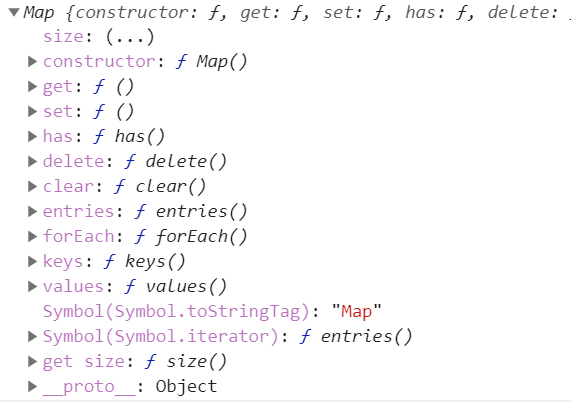 Map {constructor: ƒ, get: ƒ, set: ƒ, has: ƒ, delete:
size: (...)
constructor: ƒ Map()
get: ƒ ()
set: ƒ ()
has: ƒ has()
delete: ƒ delete()
clear: ƒ clear()
entries: ƒ entries()
forEach: ƒ forEach()
keys: ƒ keys()
values: ƒ values()
Symbol(Symbol.toStringTag): "Map"
Symbol(Symbol.iterator): ƒ entries()
get size: ƒ size()
__proto__: Object